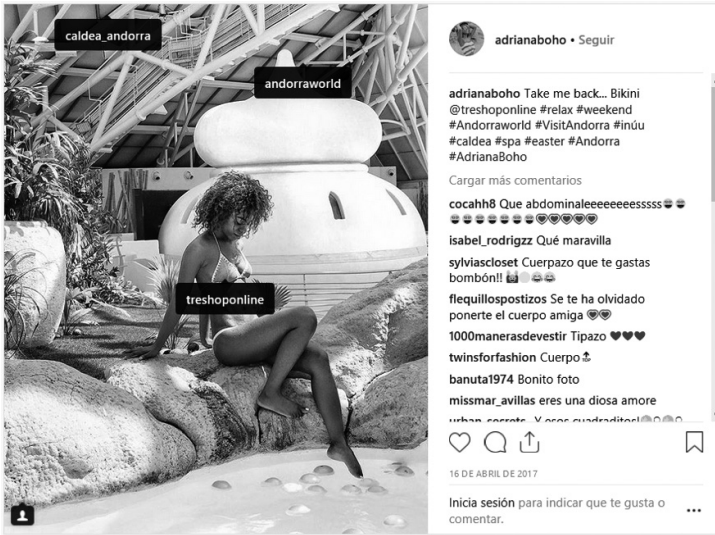 caldea_andorra
andorraworld
treshoponline
adrianaboho • Seguir
adrianaboho Take me back... Bikini
@treshoponline #relax #weekend
#Andorraworld #VisitAndorra #inúu
#caldea #spa #easter #Andorra
#AdrianaBoho
Cargar más comentarios
cocahh8 Que abdominaleeeeeeeesssss
isabel_rodrigzz Qué maravilla
sylviascloset Cuerpazo que te gastas
bombón!!
flequillospostizos Se te ha olvidado
ponerte el cuerpo amiga
1000manerasdevestir Tipazo
twinsforfashion Cuerpo
banuta1974 Bonito foto
missmar_avillas eres una diosa amore
urban_secrets_ Y esos cuadraditos!
16 DE ABRIL DE 2017
Inicia sesión para indicar que te gusta o
comentar.